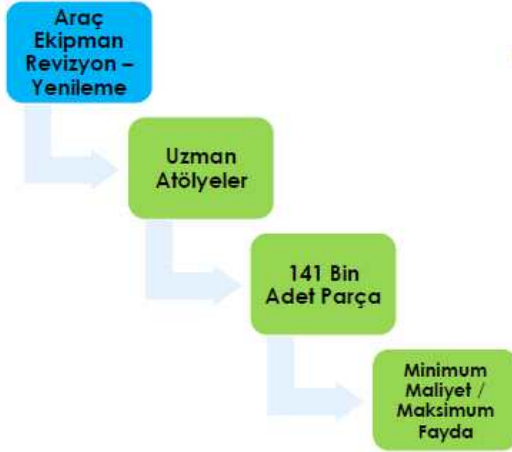 Araç
Ekipman
Revizyon –
Yenileme
Uzman
Atölyeler
141 Bin
Adet Parça
Minimum
Maliyet /
Maksimum
Fayda